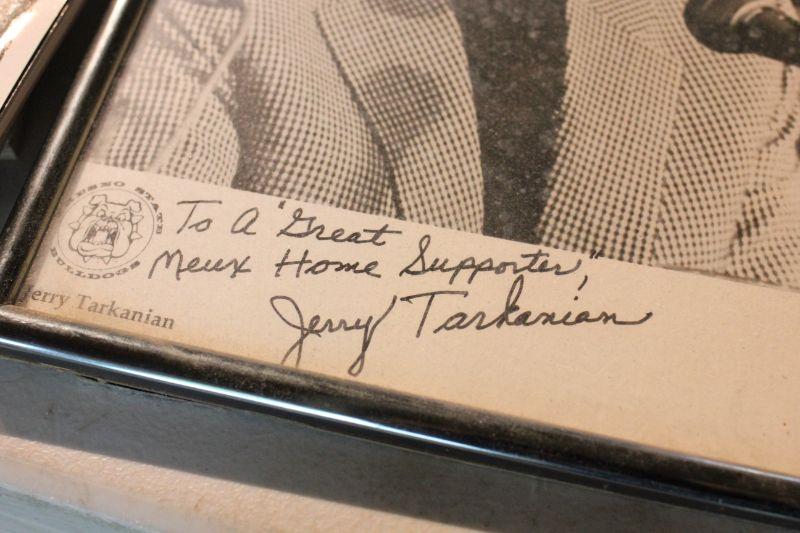 FRESNO STATE
BULLDOGS
To A "Great
Meux Home Supporter,"
Jerry Tarkanian
Jerry Tarkanian